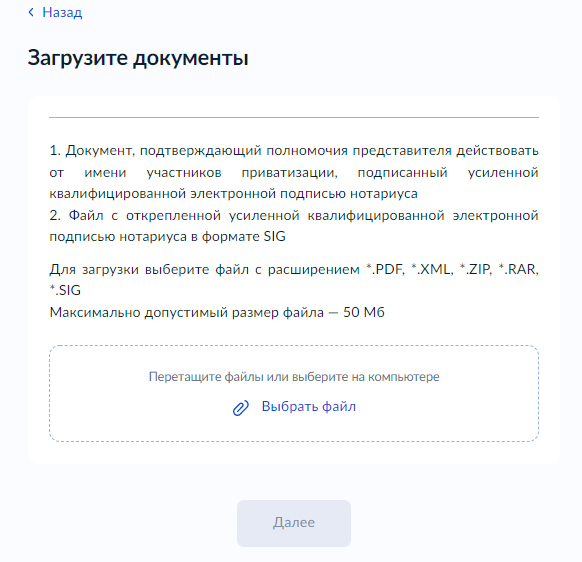 Назад
Загрузите документы
1. Документ, подтверждающий полномочия представителя действовать
от имени участников приватизации, подписанный усиленной
квалифицированной электронной подписью нотариуса
2. Файл с открепленной усиленной квалифицированной электронной
подписью нотариуса в формате SIG
Для загрузки выберите файл с расширением *.PDF, *.XML, *.ZIP, *.RAR,
*.SIG
Максимально допустимый размер файла — 50 Мб
Перетащите файлы или выберите на компьютере
Выбрать файл
Далее